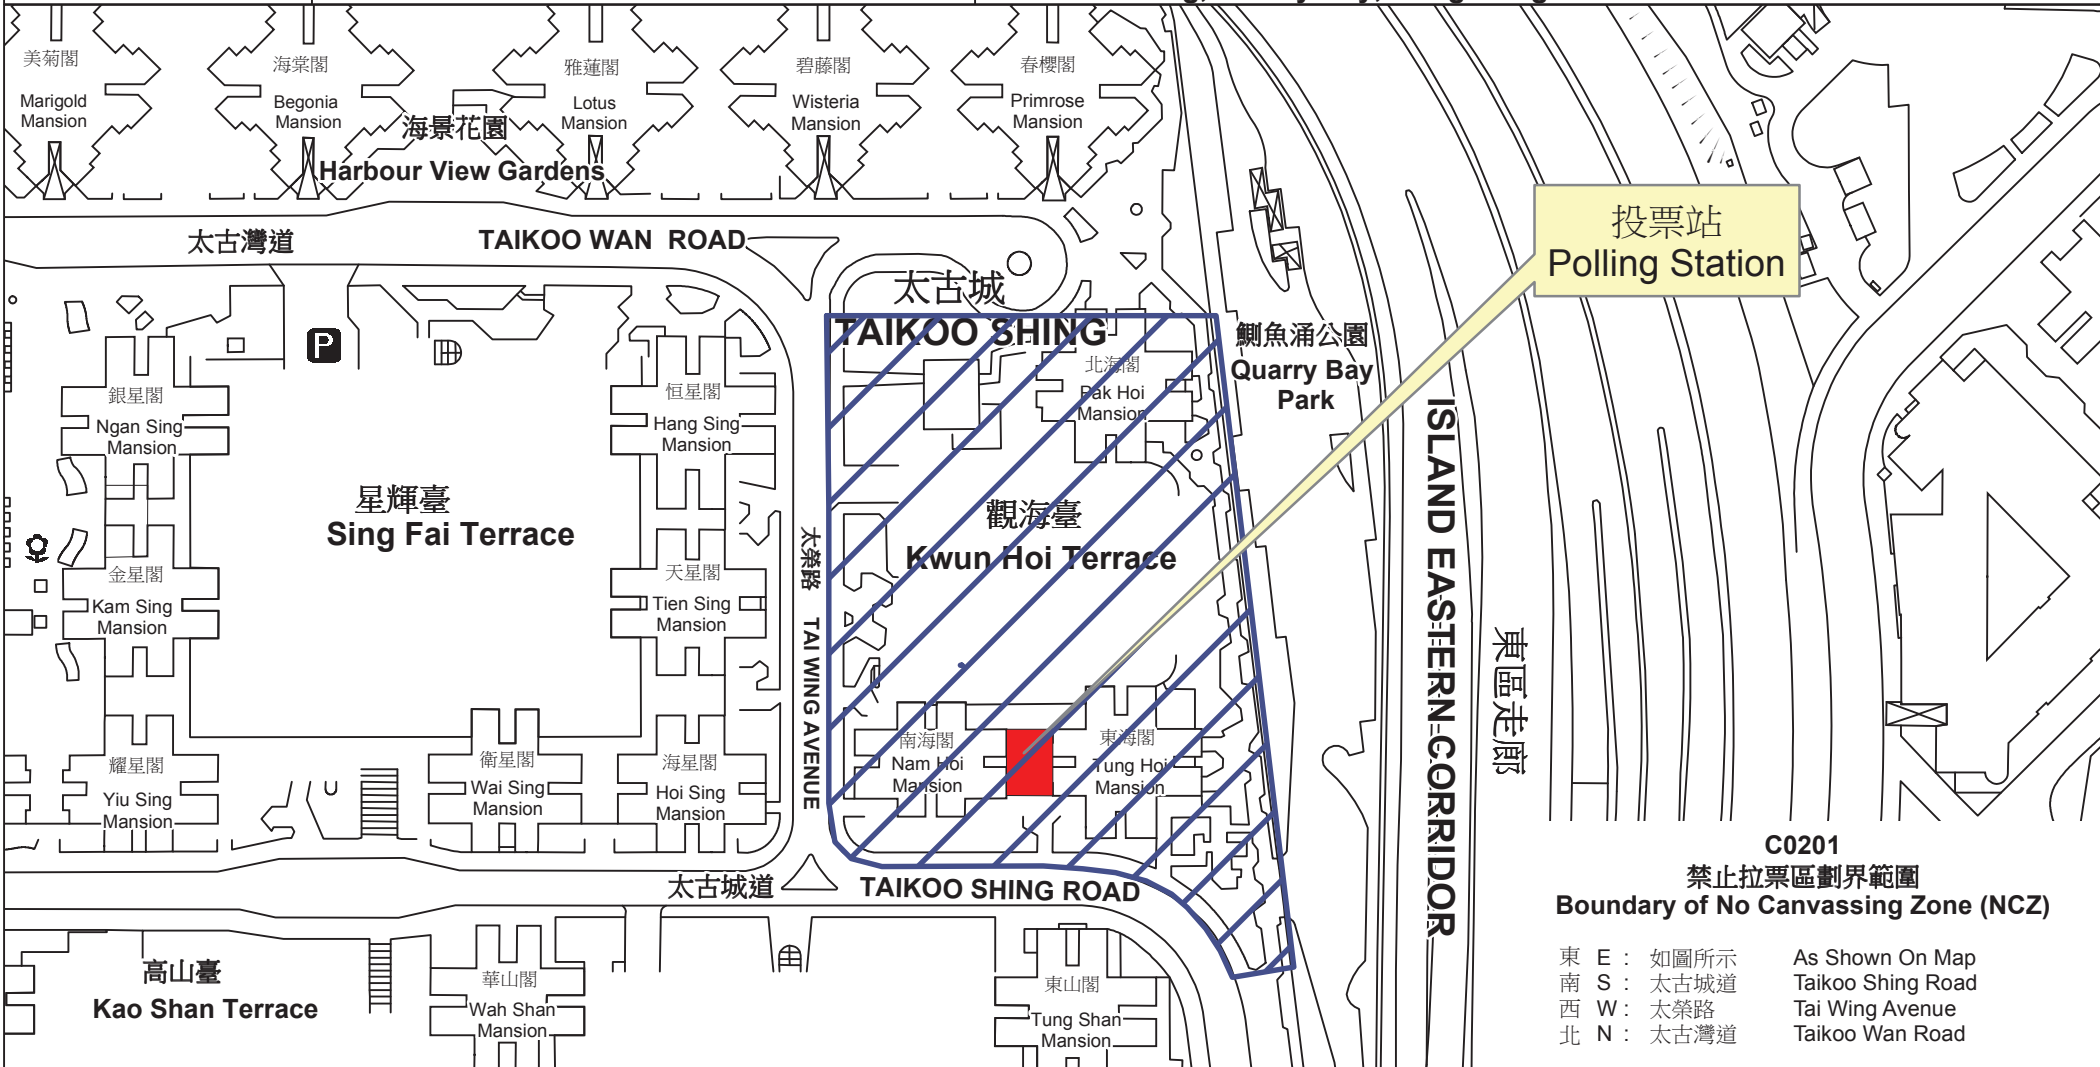 美菊閣
Marigold
Mansion
海棠閣
Begonia
Mansion
雅蓮閣
Lotus
Mansion
碧藤閣
Wisteria
Mansion
春櫻閣
Primrose
Mansion
海景花園
Harbour View Gardens
太古灣道
TAIKOO WAN ROAD
投票站
Polling Station
太古城
TAIKOO SHING
P
鰂魚涌公園
Quarry Bay
Park
銀星閣
Ngan Sing
Mansion
恒星閣
Hang Sing
Mansion
北海閣
Pak Hoi
Mansion
星輝臺
Sing Fai Terrace
觀海臺
Kwun Hoi Terrace
太榮路 TAI WING AVENUE
ISLAND EASTERN CORRIDOR
東區走廊
金星閣
Kam Sing
Mansion
天星閣
Tien Sing
Mansion
耀星閣
Yiu Sing
Mansion
衛星閣
Wai Sing
Mansion
海星閣
Hoi Sing
Mansion
南海閣
Nam Hoi
Mansion
東海閣
Tung Hoi
Mansion
太古城道
TAIKOO SHING ROAD
高山臺
Kao Shan Terrace
華山閣
Wah Shan
Mansion
東山閣
Tung Shan
Mansion
C0201
禁止拉票區劃界範圍
Boundary of No Canvassing Zone (NCZ)
東 E : 如圖所示 As Shown On Map
南 S : 太古城道 Taikoo Shing Road
西 W : 太榮路 Tai Wing Avenue
北 N : 太古灣道 Taikoo Wan Road